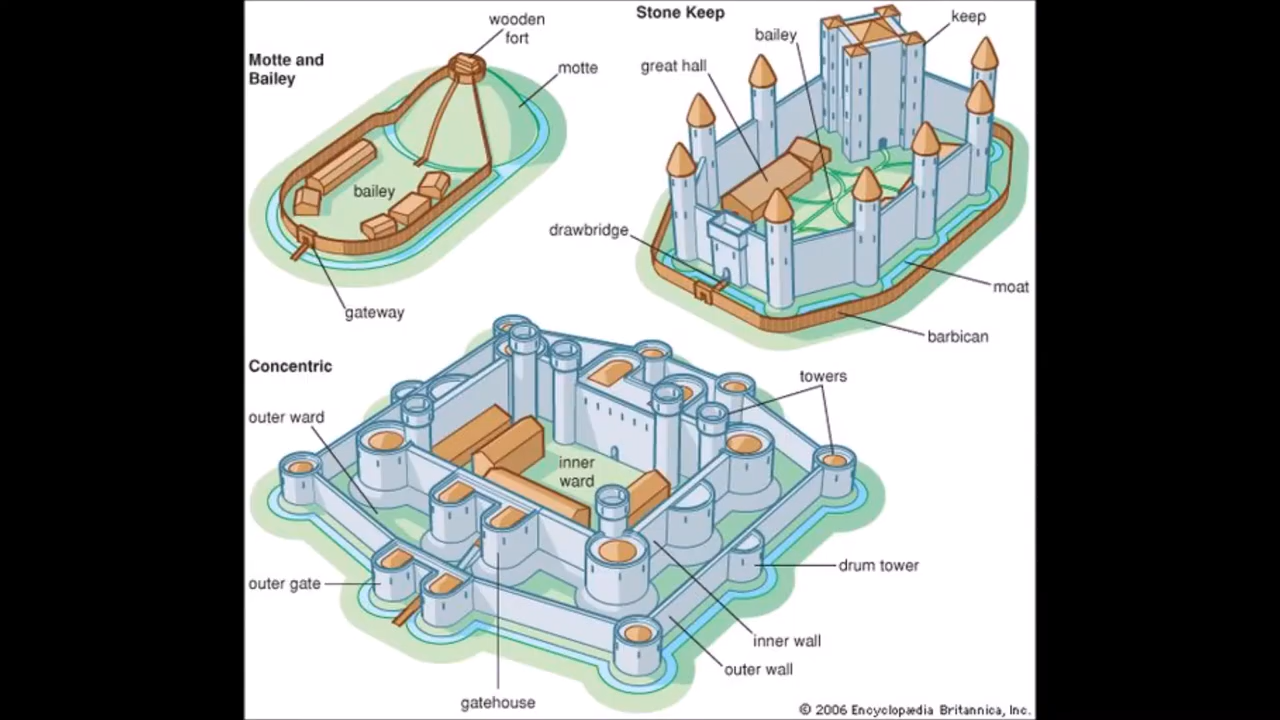 Motte and
Bailey
wooden
fort
motte
bailey
gateway
Stone Keep
keep
bailey
great hall
drawbridge
moat
barbican
Concentric
towers
outer ward
inner
ward
outer gate
drum tower
inner wall
outer wall
gatehouse
© 2006 Encyclopædia Britannica, Inc.